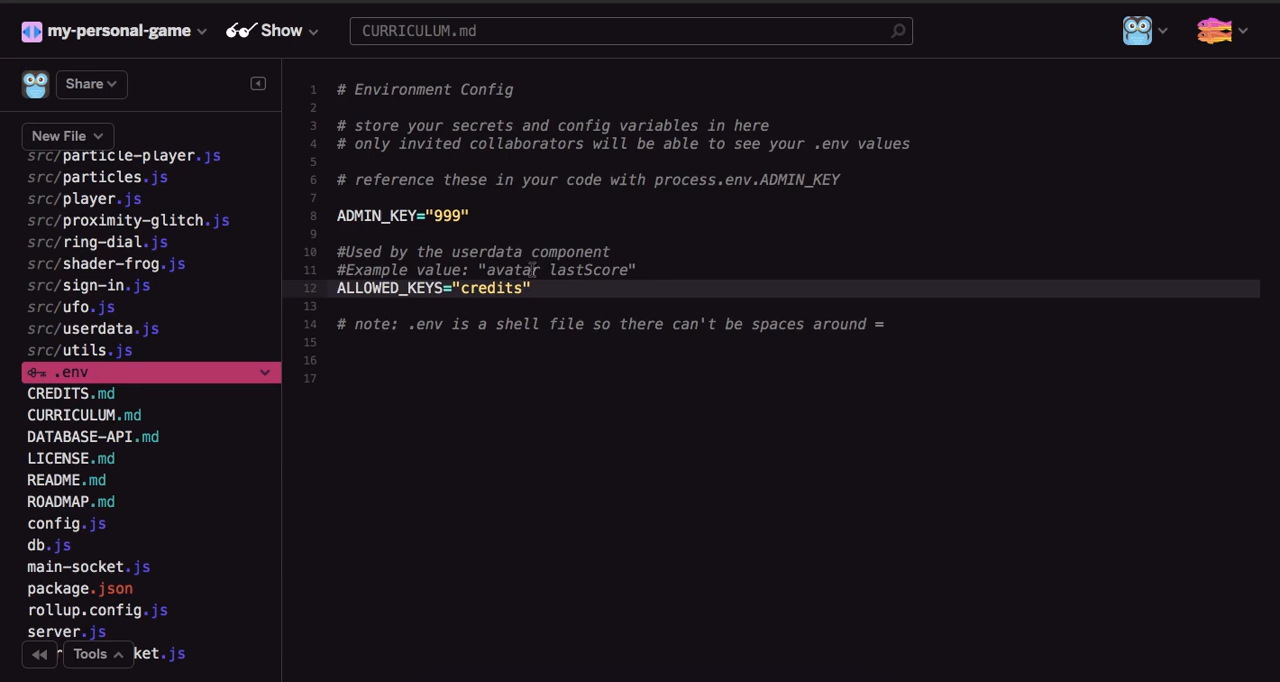 my-personal-game
Show
CURRICULUM.md
Share
New File
src/particle-player.js
src/particles.js
src/player.js
src/proximity-glitch.js
src/ring-dial.js
src/shader-frog.js
src/sign-in.js
src/ufo.js
src/userdata.js
src/utils.js
.env
CREDITS.md
CURRICULUM.md
DATABASE-API.md
LICENSE.md
README.md
ROADMAP.md
config.js
db.js
main-socket.js
package.json
rollup.config.js
server.js
Tools
ket.js
1 # Environment Config
2
3 # store your secrets and config variables in here
4 # only invited collaborators will be able to see your .env values
5
6 # reference these in your code with process.env.ADMIN_KEY
7
8 ADMIN_KEY="999"
9
10 #Used by the userdata component
11 #Example value: "avatar lastScore"
12 ALLOWED_KEYS="credits"
13
14 # note: .env is a shell file so there can't be spaces around =
15
16
17